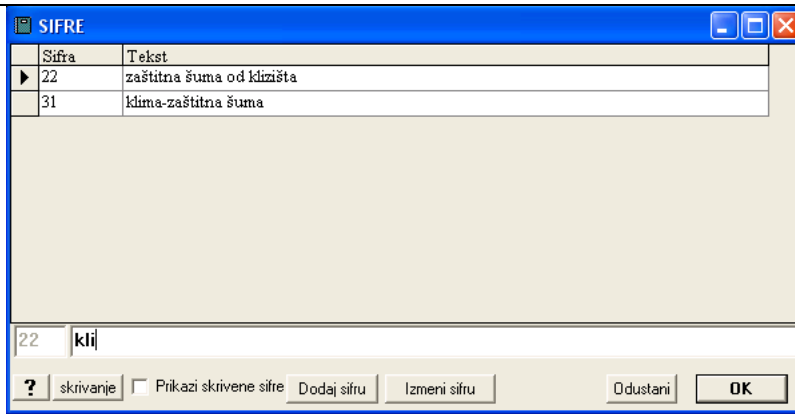 SIFRE
Sifra Tekst
22 zaštitna šuma od klizišta
31 klima-zaštitna šuma
22 kli
? skrivanje Prikazi skrivene sifre Dodaj sifru Izmeni sifru Odustani OK